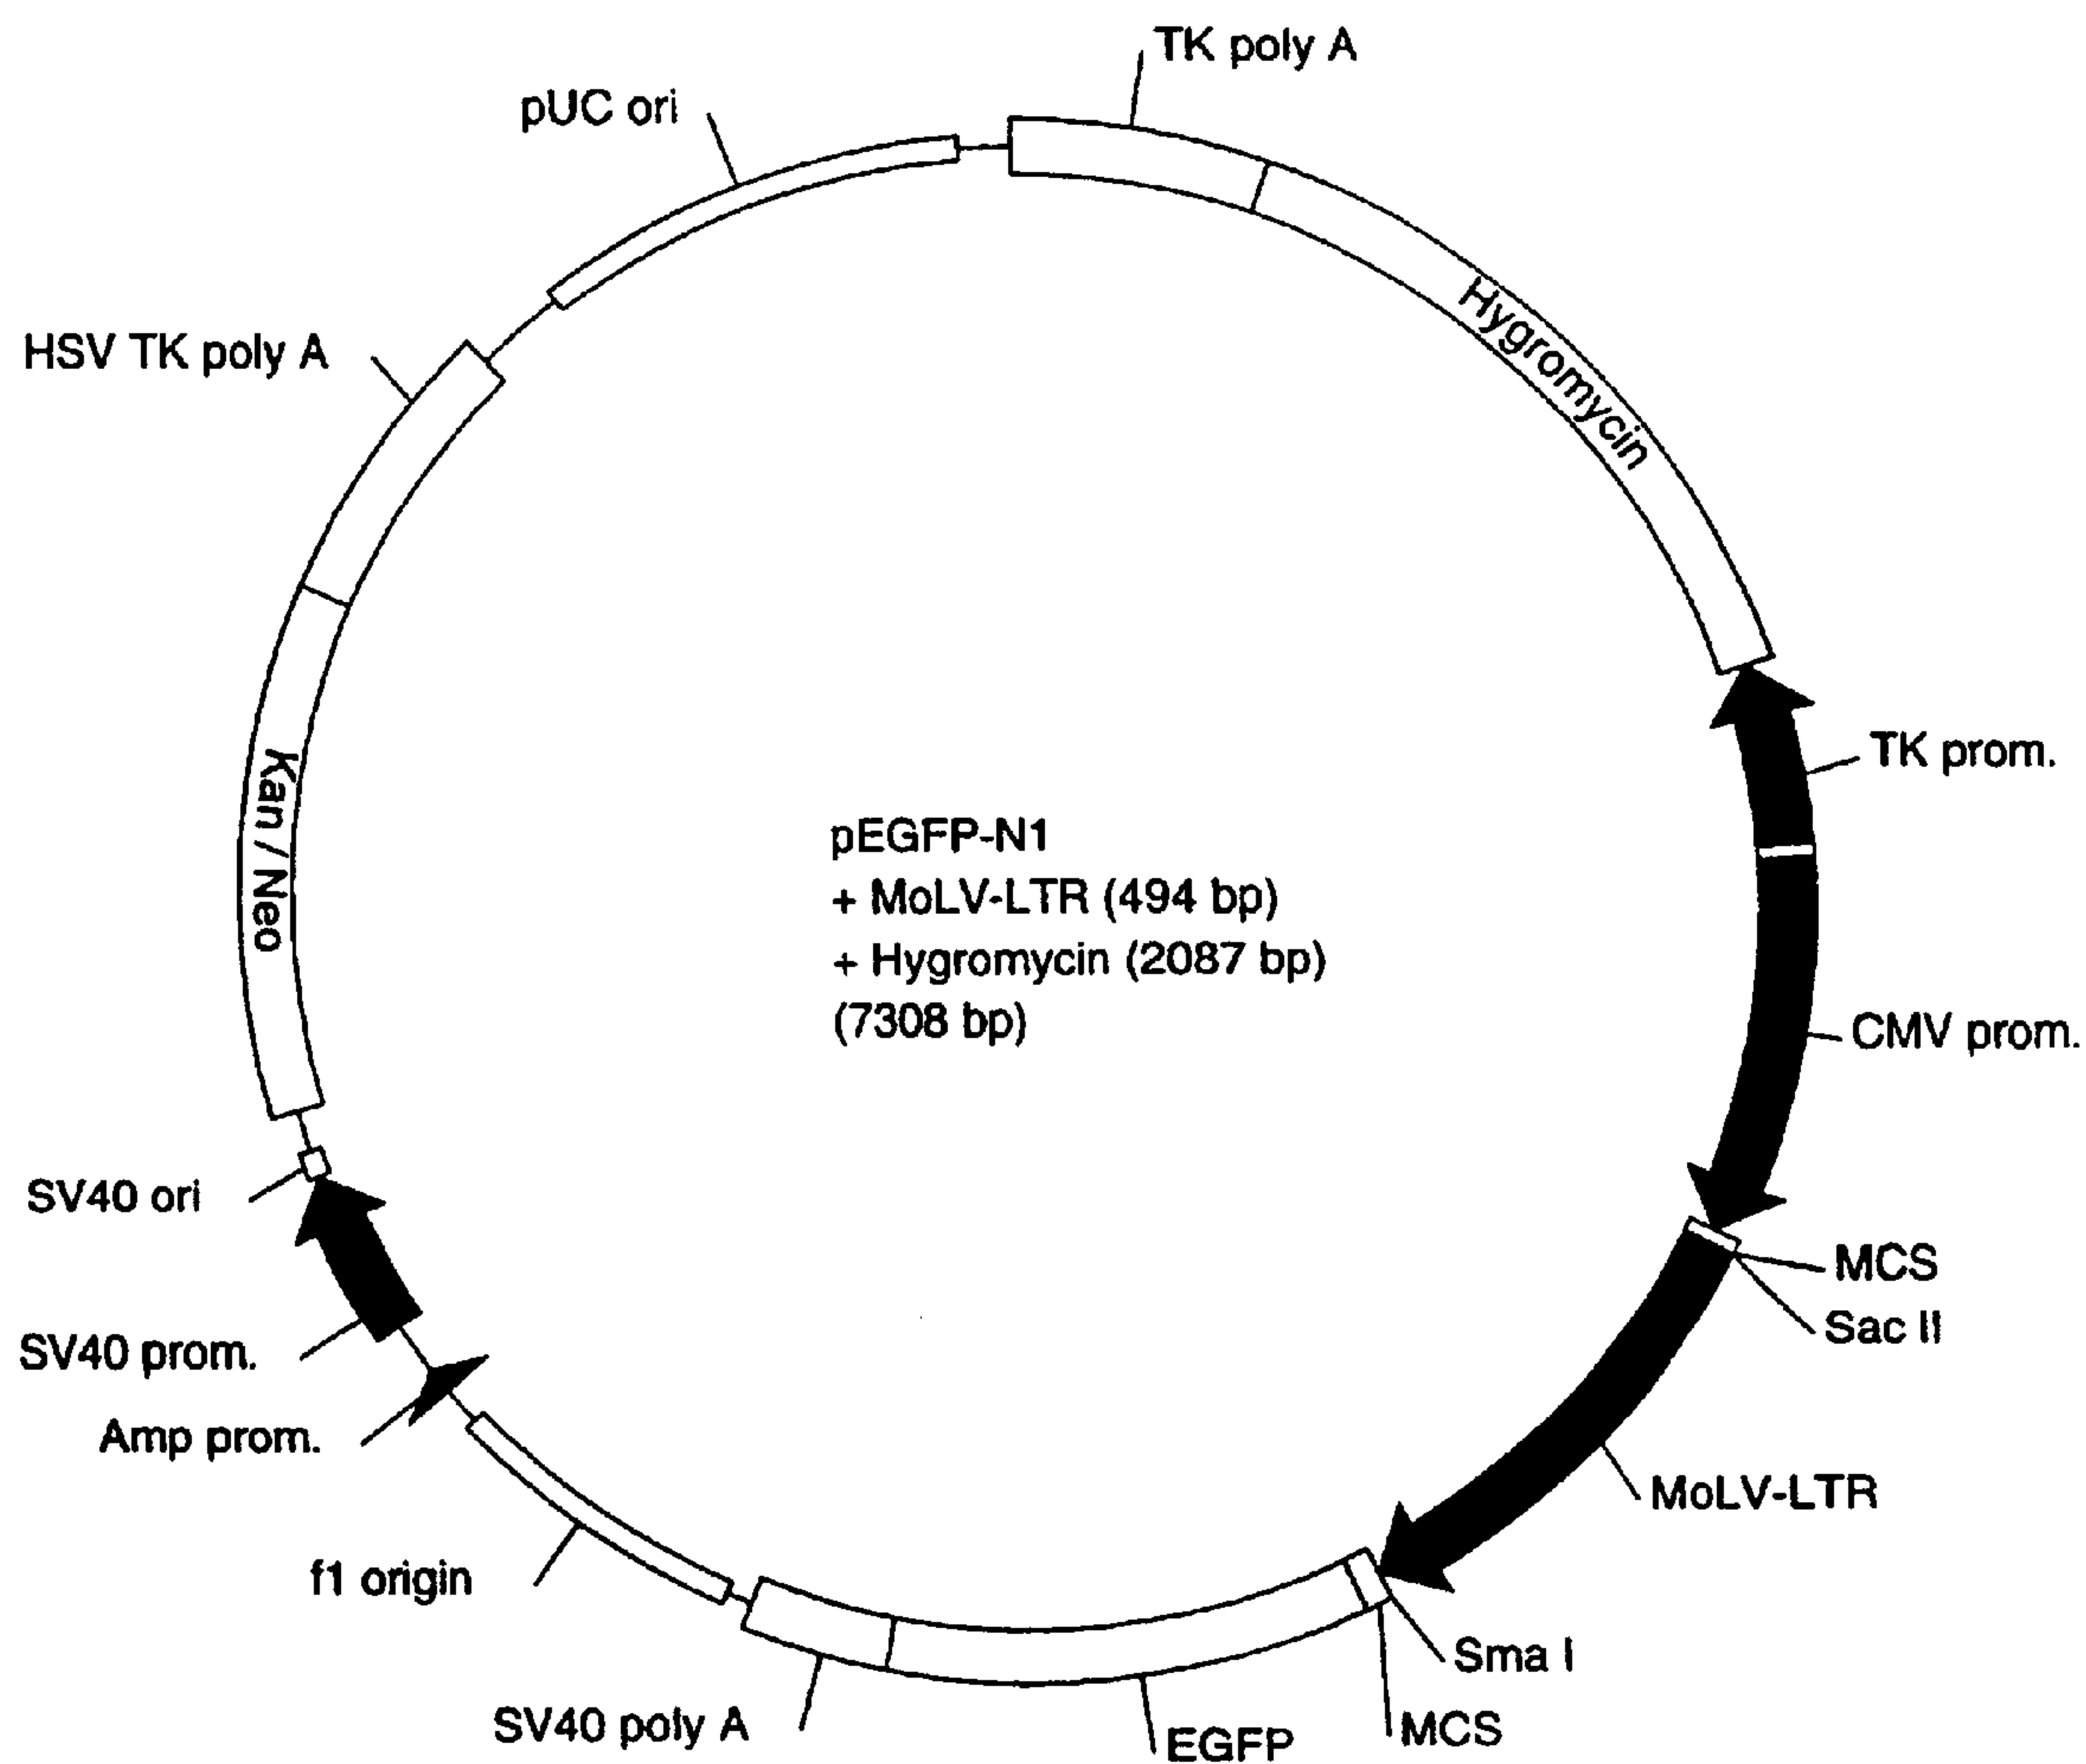 TK poly A
pUC ori
Hygromycin
HSV TK poly A
TK prom.
Kan/Neo
pEGFP-N1
+ MoLV-LTR (494 bp)
+ Hygromycin (2087 bp)
(7308 bp)
CMV prom.
SV40 ori
MCS
Sac II
SV40 prom.
Amp prom.
MoLV-LTR
f1 origin
Sma I
SV40 poly A
EGFP
MCS